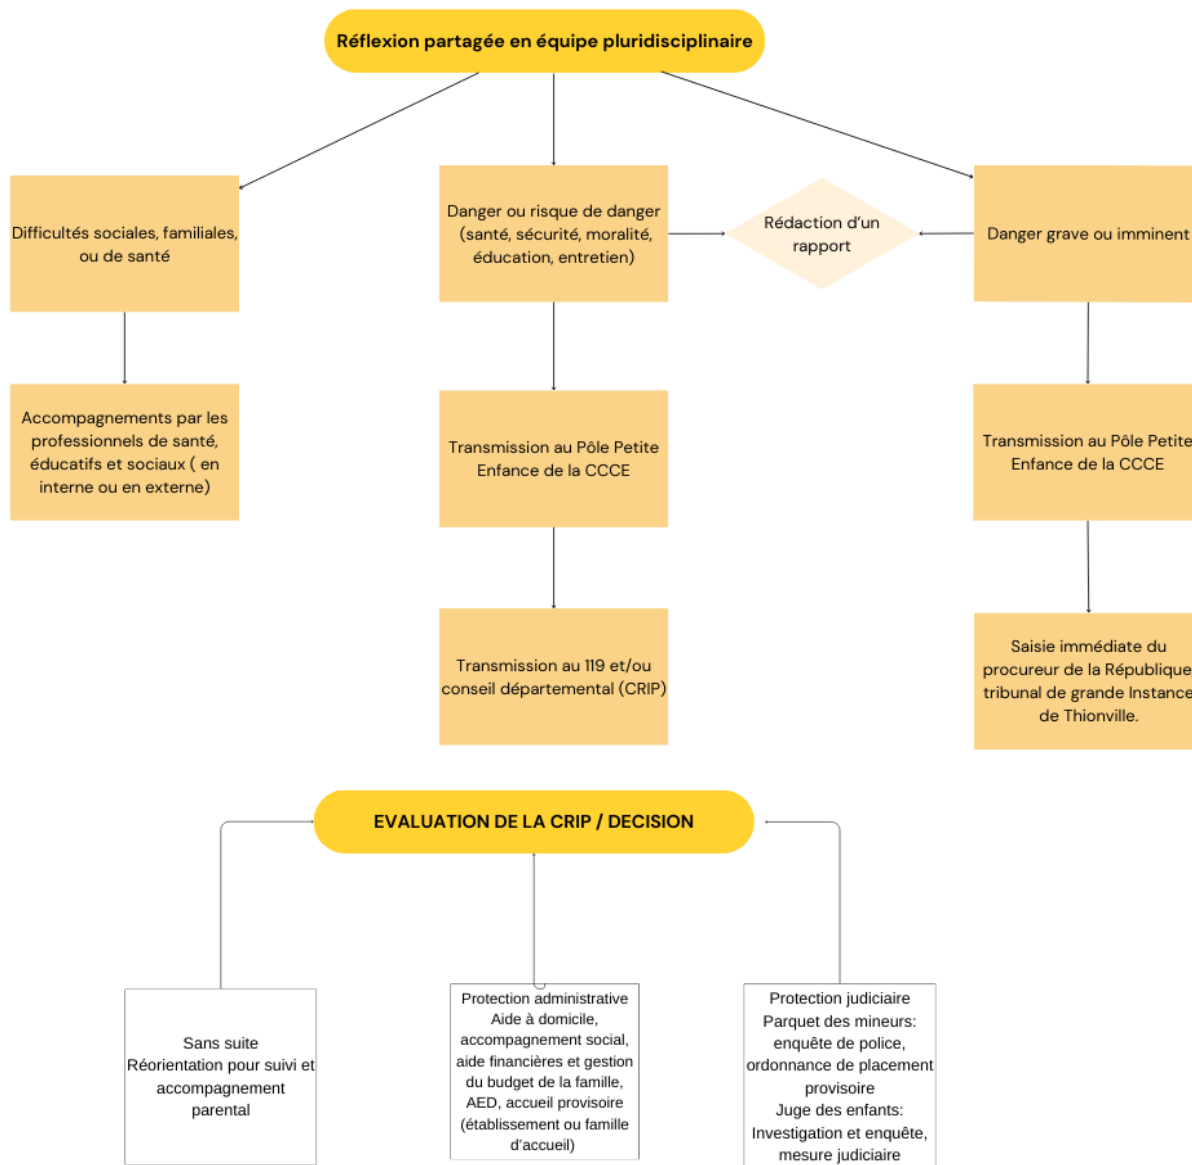 Réflexion partagée en équipe pluridisciplinaire
Difficultés sociales, familiales,
ou de santé
Danger ou risque de danger
(santé, sécurité, moralité,
éducation, entretien)
Rédaction d'un
rapport
Danger grave ou imminent
Accompagnements par les
professionnels de santé,
éducatifs et sociaux ( en
interne ou en externe)
Transmission au Pôle Petite
Enfance de la CCCE
Transmission au Pôle Petite
Enfance de la CCCE
Transmission au 119 et/ou
conseil départemental (CRIP)
Saisie immédiate du
procureur de la République,
tribunal de grande Instance
de Thionville.
EVALUATION DE LA CRIP / DECISION
Sans suite
Réorientation pour suivi et
accompagnement
parental
Protection administrative
Aide à domicile,
accompagnement social,
aide financières et gestion
du budget de la famille,
AED, accueil provisoire
(établissement ou famille
d'accueil)
Protection judiciaire
Parquet des mineurs:
enquête de police,
ordonnance de placement
provisoire
Juge des enfants:
Investigation et enquête,
mesure judiciaire